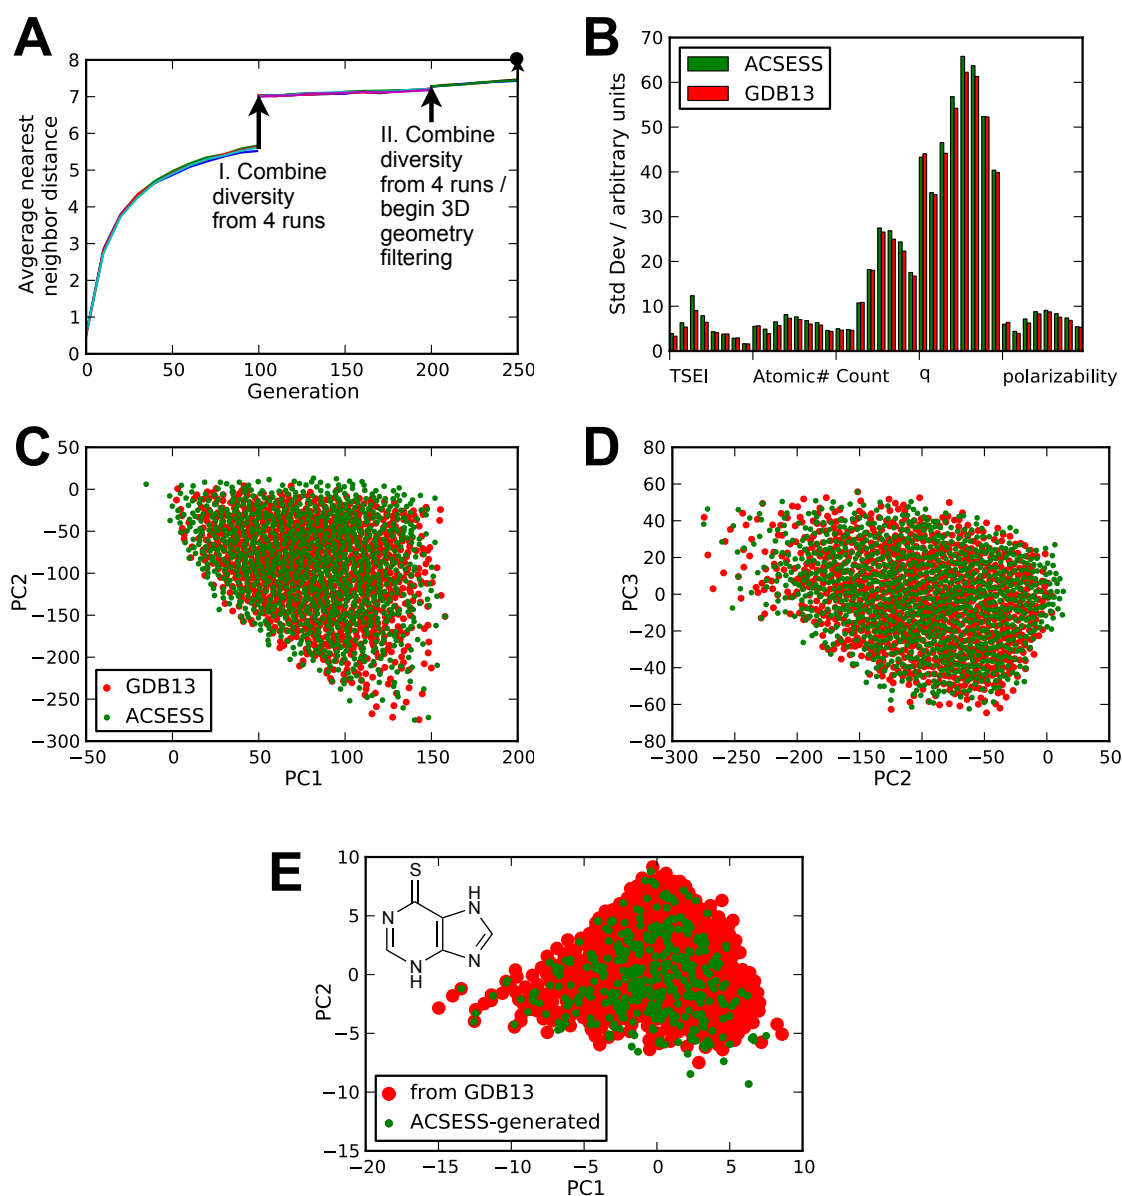 A
8
7
6
5
4
3
2
1
0
Avgerage nearest
neighbor distance
I. Combine
diversity
from 4 runs
II. Combine
diversity
from 4 runs /
begin 3D
geometry
filtering
0 50 100 150 200 250
Generation
B
70
60
50
40
30
20
10
0
Std Dev / arbitrary units
ACSESS
GDB13
TSEI Atomic# Count q polarizability
C
50
0
−50
−100
−150
−200
−250
−300
PC2
GDB13
ACSESS
−50 0 50 100 150 200
PC1
D
80
60
40
20
0
−20
−40
−60
−80
PC3
−300 −250 −200 −150 −100 −50 0 50
PC2
E
10
5
0
−5
−10
−15
PC2
S
H
N
N
N
N
H
from GDB13
ACSESS-generated
−20 −15 −10 −5 0 5 10
PC1